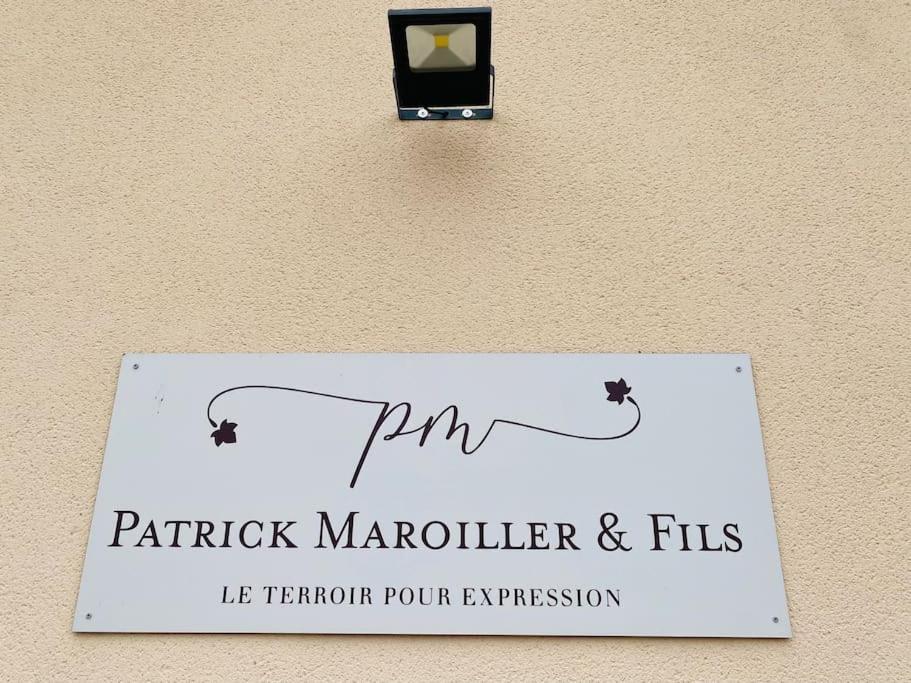 pm
PATRICK MAROILLER & FILS
LE TERROIR POUR EXPRESSION